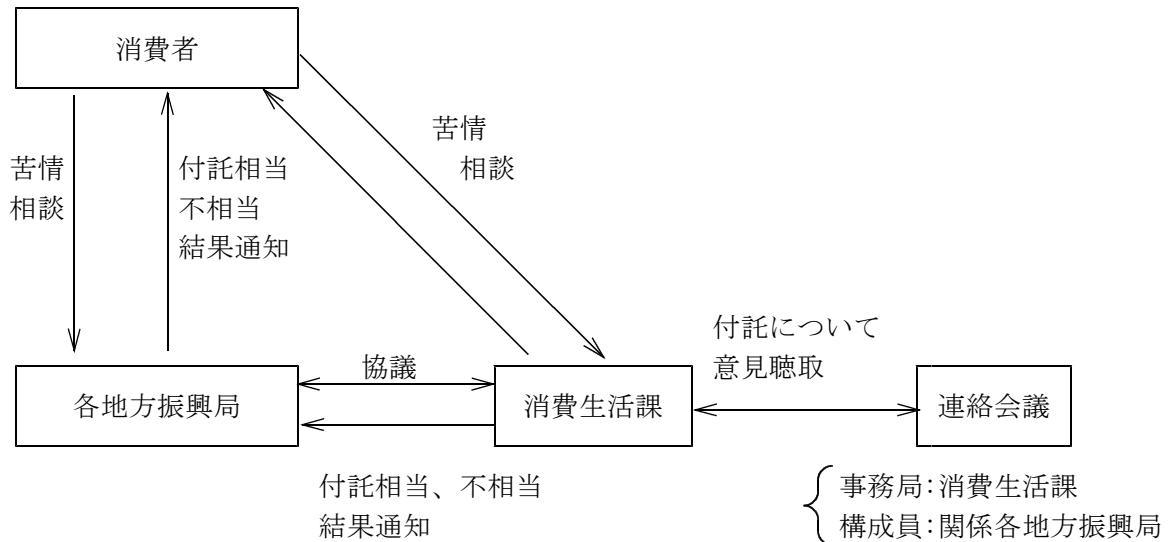 消費者
苦情
相談
苦情
相談
付託相当
不相当
結果通知
付託について
意見聴取
協議
各地方振興局
消費生活課
連絡会議
付託相当、不相当
結果通知
事務局:消費生活課
構成員:関係各地方振興局